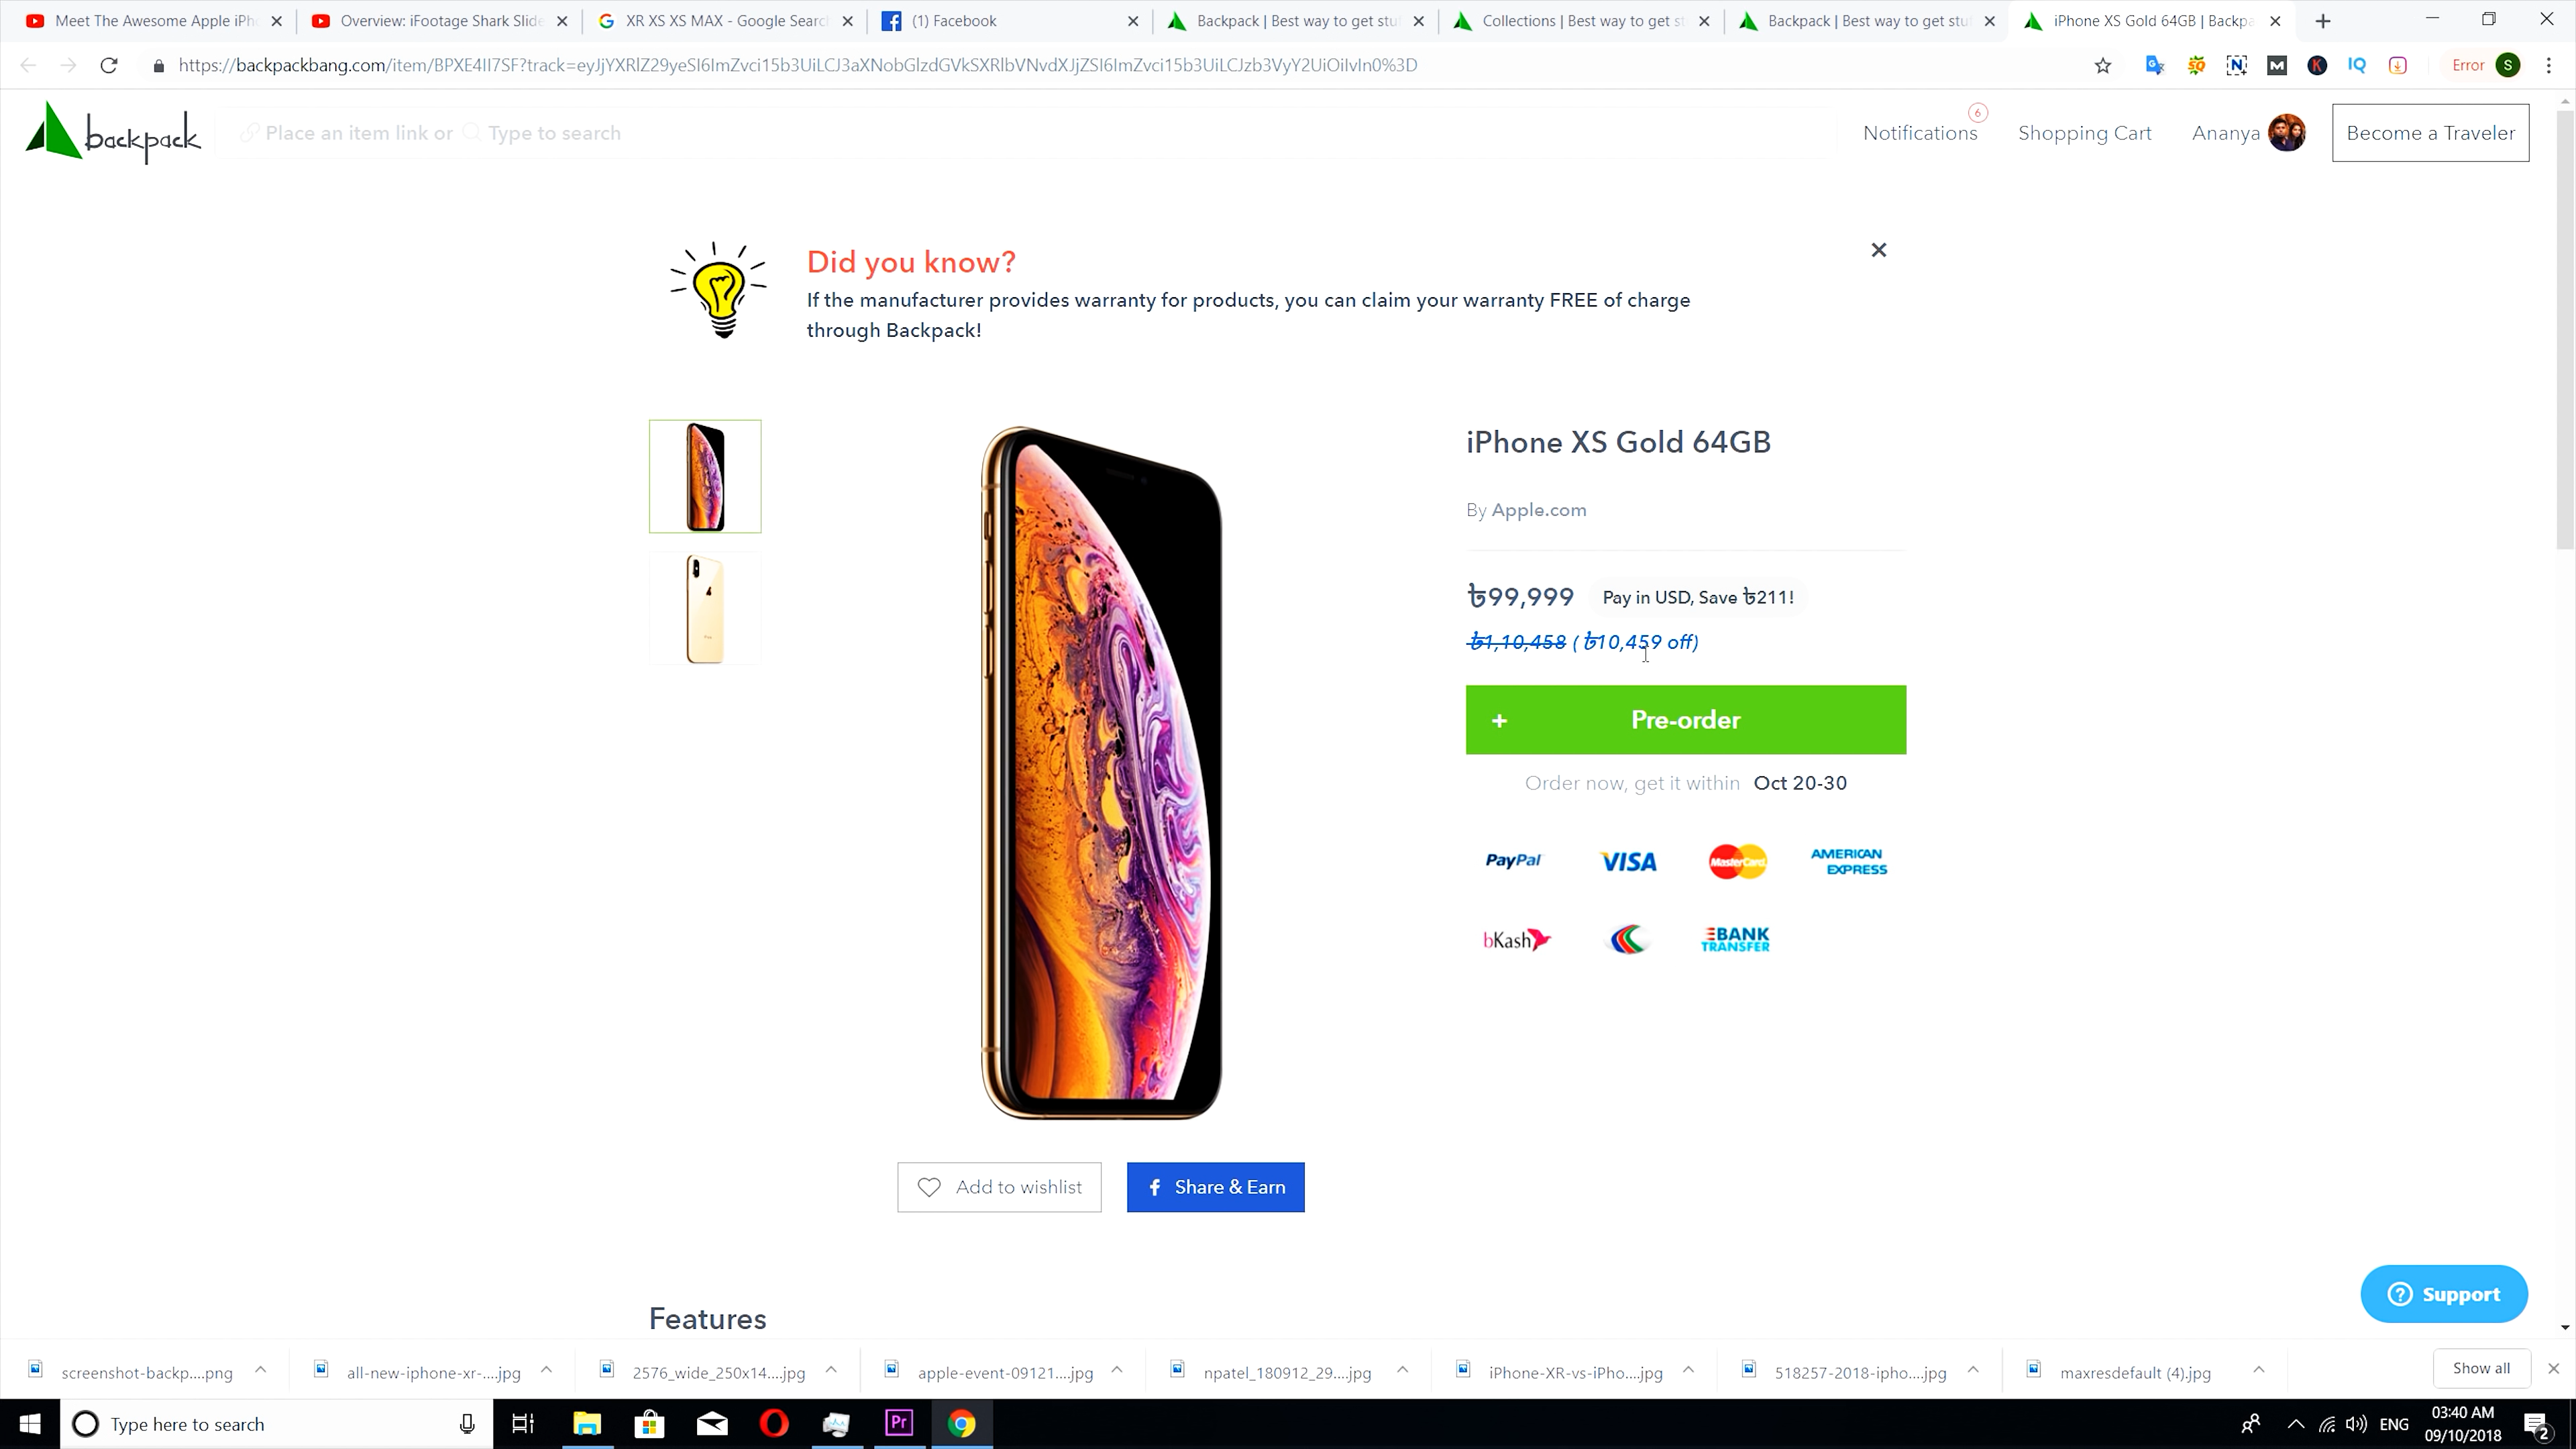 Meet The Awesome Apple iPh
Overview: iFootage Shark Slide
XR XS XS MAX - Google Searc
(1) Facebook
Backpack | Best way to get stu
Collections | Best way to get s
Backpack | Best way to get stu
iPhone XS Gold 64GB | Backpa
https://backpackbang.com/item/BPXE4II7SF?track=
Error S
backpack
Place an item link or Type to search
Notifications 6
Shopping Cart
Ananya
Become a Traveler
Did you know?
If the manufacturer provides warranty for products, you can claim your warranty FREE of charge
through Backpack!
iPhone XS Gold 64GB
By Apple.com
৳99,999 Pay in USD, Save ৳211!
৳1,10,458 ( ৳10,459 off)
+ Pre-order
Order now, get it within Oct 20-30
PayPal VISA MasterCard AMERICAN EXPRESS
bKash BANK TRANSFER
Add to wishlist
f Share & Earn
Features
? Support
screenshot-backp....png
all-new-iphone-xr-....jpg
2576_wide_250x14....jpg
apple-event-09121....jpg
npatel_180912_29....jpg
iPhone-XR-vs-iPho....jpg
518257-2018-ipho....jpg
maxresdefault (4).jpg
Show all
Type here to search
Pr
ENG
03:40 AM
09/10/2018
2